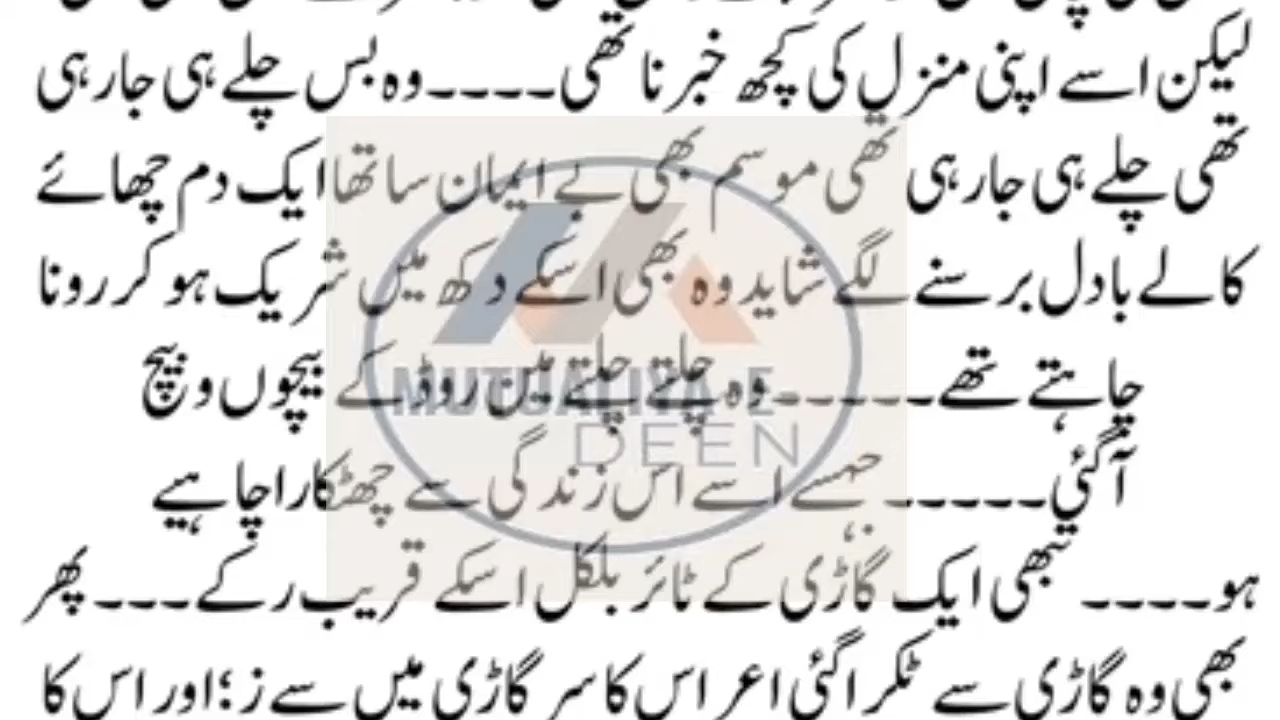 لیکن اسے اپنی منزل کی کچھ خبر نا تھی۔۔۔۔وہ بس چلے ہی جارہی
تھی چلے ہی جارہی تھی موسم بھی بے ایمان سا تھا ایک دم چھائے
کالے بادل برسنے لگے شاید وہ بھی اسکے دکھ میں شریک ہو کر رونا
چاہتے تھے۔۔۔۔۔۔وہ چلتے چلتے مین روڈ کے بیچوں و بیچ
آگئی۔۔۔۔۔ جیسے اسے اس زندگی سے چھٹکارا چاہیے
ہو۔۔۔۔ تبھی ایک گاڑی کے ٹائر بلکل اسکے قریب رکے۔۔۔ پھر
بھی وہ گاڑی سے ٹکراگئی اعر اس کا سر گاڑی میں سے ز؛اور اس کا
MUTUALIYA-E-
DEEN